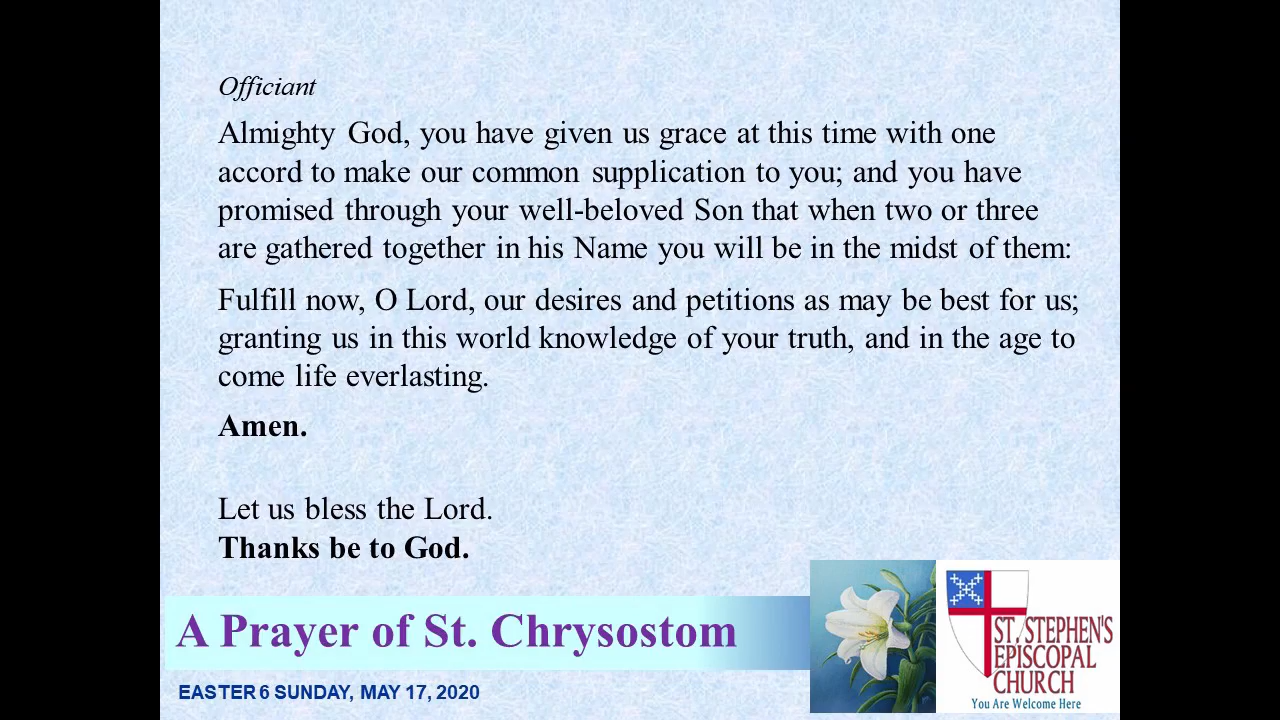 Officiant
Almighty God, you have given us grace at this time with one
accord to make our common supplication to you; and you have
promised through your well-beloved Son that when two or three
are gathered together in his Name you will be in the midst of them:
Fulfill now, O Lord, our desires and petitions as may be best for us;
granting us in this world knowledge of your truth, and in the age to
come life everlasting.
Amen.
Let us bless the Lord.
Thanks be to God.
A Prayer of St. Chrysostom
EASTER 6 SUNDAY, MAY 17, 2020
ST. STEPHEN'S
EPISCOPAL
CHURCH
You Are Welcome Here